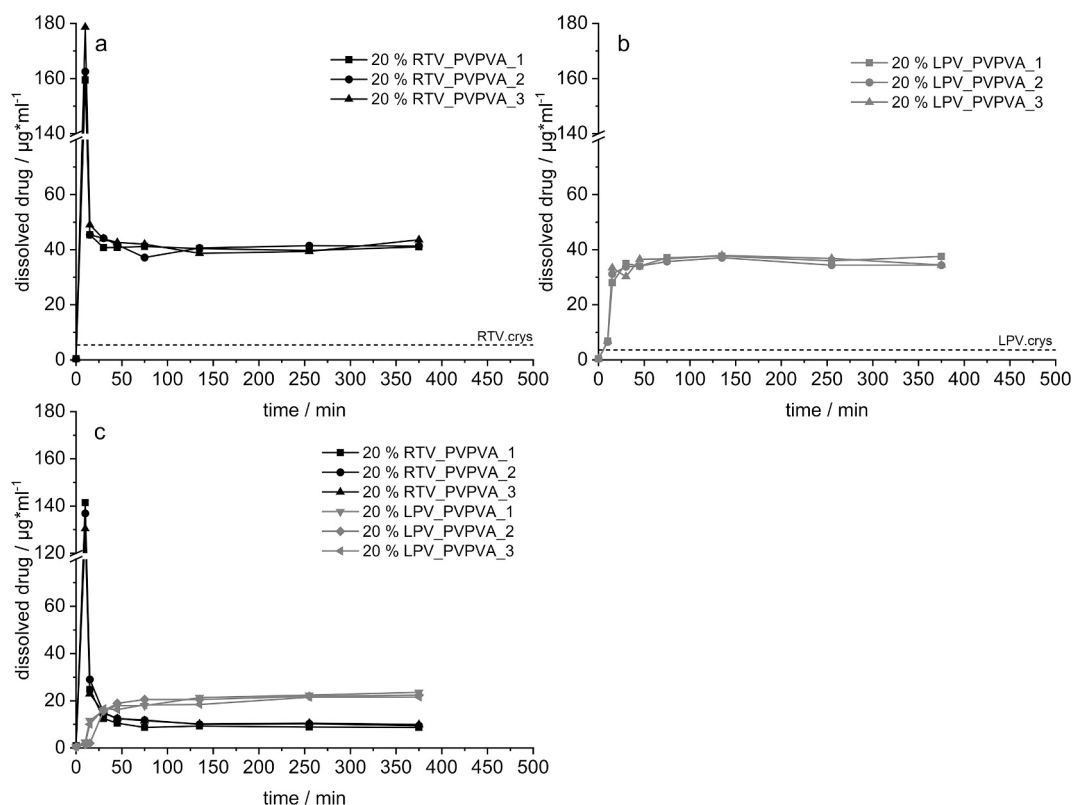 a
180
160
140
60
40
20
0
dissolved drug / µg*ml⁻¹
20 % RTV_PVPVA_1
20 % RTV_PVPVA_2
20 % RTV_PVPVA_3
RTV.crys
0 50 100 150 200 250 300 350 400 450 500
time / min
b
180
160
140
60
40
20
0
dissolved drug / µg*ml⁻¹
20 % LPV_PVPVA_1
20 % LPV_PVPVA_2
20 % LPV_PVPVA_3
LPV.crys
0 50 100 150 200 250 300 350 400 450 500
time / min
c
180
160
140
120
60
40
20
0
dissolved drug / µg*ml⁻¹
20 % RTV_PVPVA_1
20 % RTV_PVPVA_2
20 % RTV_PVPVA_3
20 % LPV_PVPVA_1
20 % LPV_PVPVA_2
20 % LPV_PVPVA_3
0 50 100 150 200 250 300 350 400 450 500
time / min